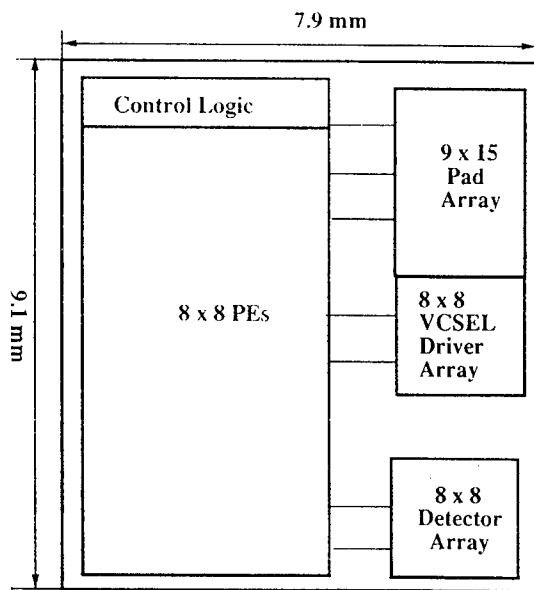 7.9 mm
Control Logic
9 x 15
Pad
Array
9.1 mm
8 x 8 PEs
8 x 8
VCSEL
Driver
Array
8 x 8
Detector
Array